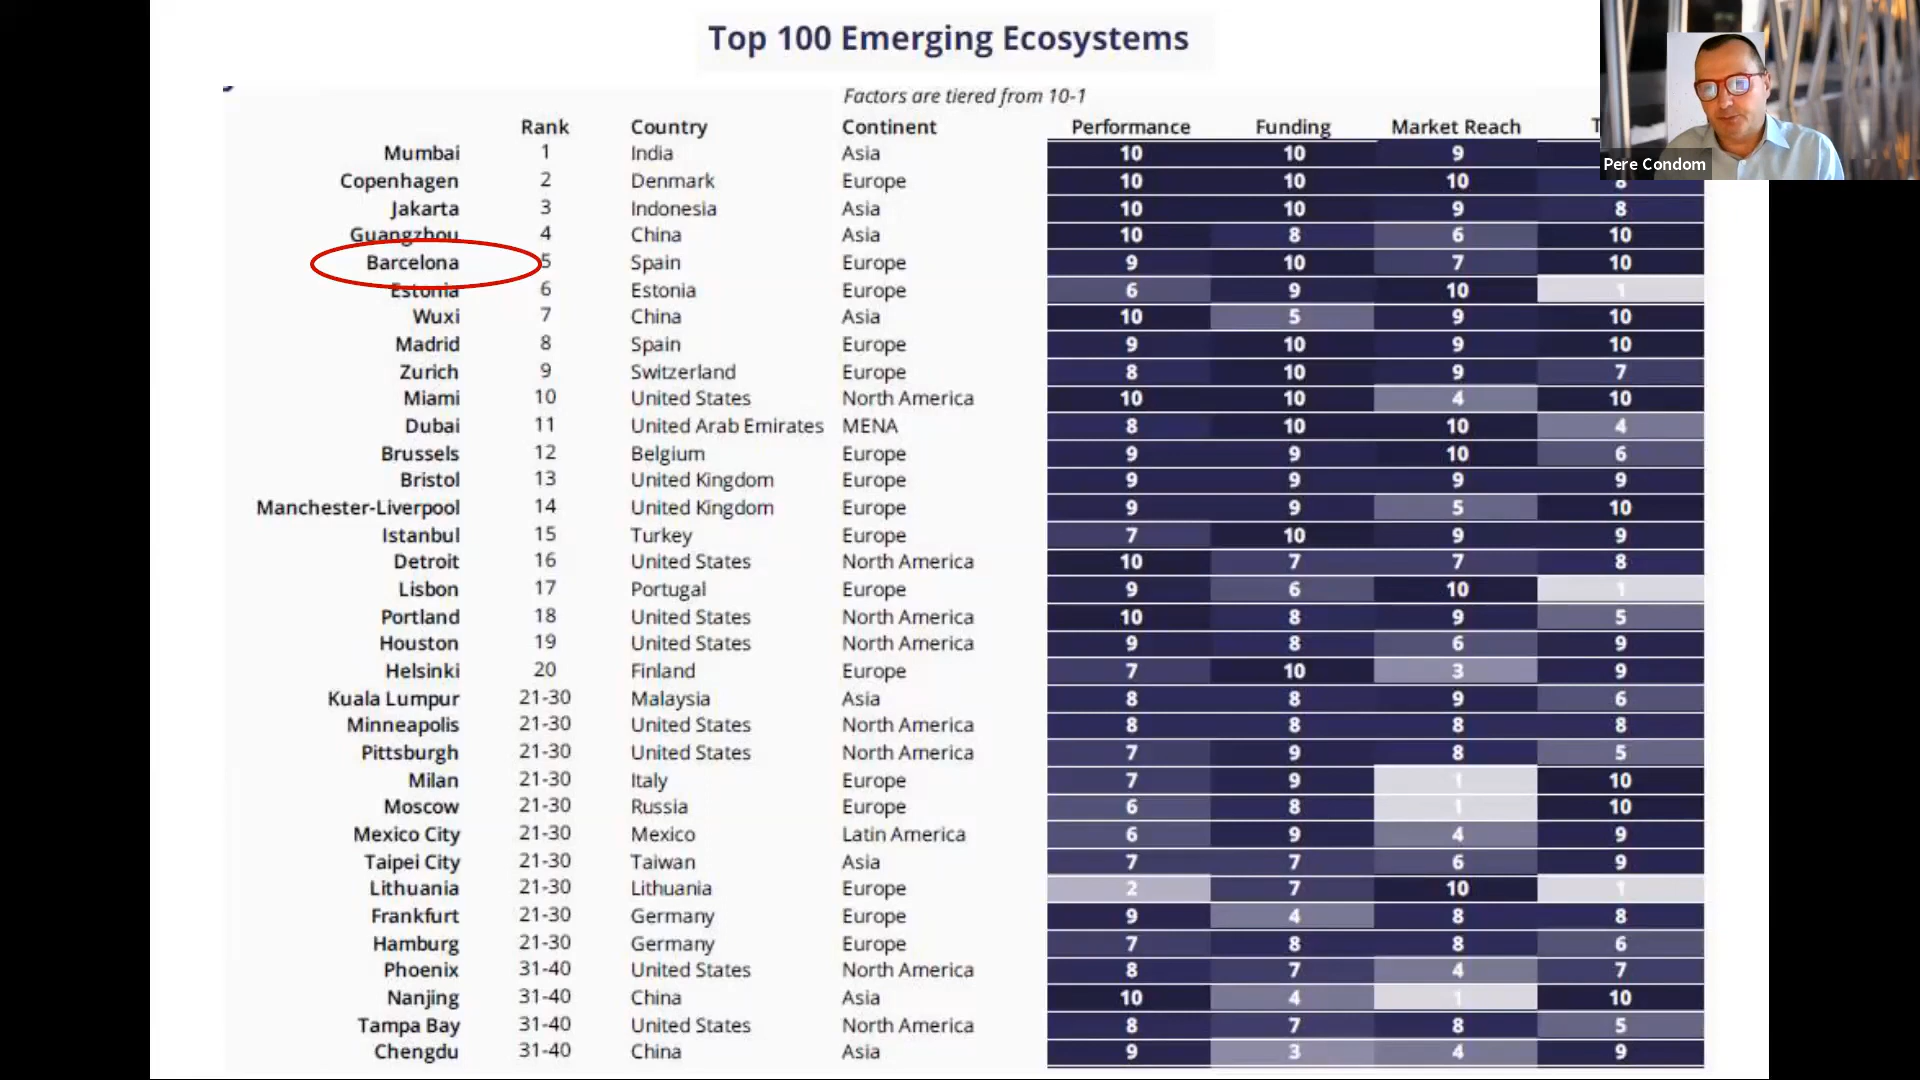 Top 100 Emerging Ecosystems
Factors are tiered from 10-1
Rank Country Continent Performance Funding Market Reach T
Mumbai 1 India Asia 10 10 9
Copenhagen 2 Denmark Europe 10 10 10 8
Jakarta 3 Indonesia Asia 10 10 9 8
Guangzhou 4 China Asia 10 8 6 10
Barcelona 5 Spain Europe 9 10 7 10
Estonia 6 Estonia Europe 6 9 10 1
Wuxi 7 China Asia 10 5 9 10
Madrid 8 Spain Europe 9 10 9 10
Zurich 9 Switzerland Europe 8 10 9 7
Miami 10 United States North America 10 10 4 10
Dubai 11 United Arab Emirates MENA 8 10 10 4
Brussels 12 Belgium Europe 9 9 10 6
Bristol 13 United Kingdom Europe 9 9 9 9
Manchester-Liverpool 14 United Kingdom Europe 9 9 5 10
Istanbul 15 Turkey Europe 7 10 9 9
Detroit 16 United States North America 10 7 7 8
Lisbon 17 Portugal Europe 9 6 10 1
Portland 18 United States North America 10 8 9 5
Houston 19 United States North America 9 8 6 9
Helsinki 20 Finland Europe 7 10 3 9
Kuala Lumpur 21-30 Malaysia Asia 8 8 9 6
Minneapolis 21-30 United States North America 8 8 8 8
Pittsburgh 21-30 United States North America 7 9 8 5
Milan 21-30 Italy Europe 7 9 1 10
Moscow 21-30 Russia Europe 6 8 1 10
Mexico City 21-30 Mexico Latin America 6 9 4 9
Taipei City 21-30 Taiwan Asia 7 7 6 9
Lithuania 21-30 Lithuania Europe 2 7 10 1
Frankfurt 21-30 Germany Europe 9 4 8 8
Hamburg 21-30 Germany Europe 7 8 8 6
Phoenix 31-40 United States North America 8 7 4 7
Nanjing 31-40 China Asia 10 4 1 10
Tampa Bay 31-40 United States North America 8 7 8 5
Chengdu 31-40 China Asia 9 3 4 9
Pere Condom